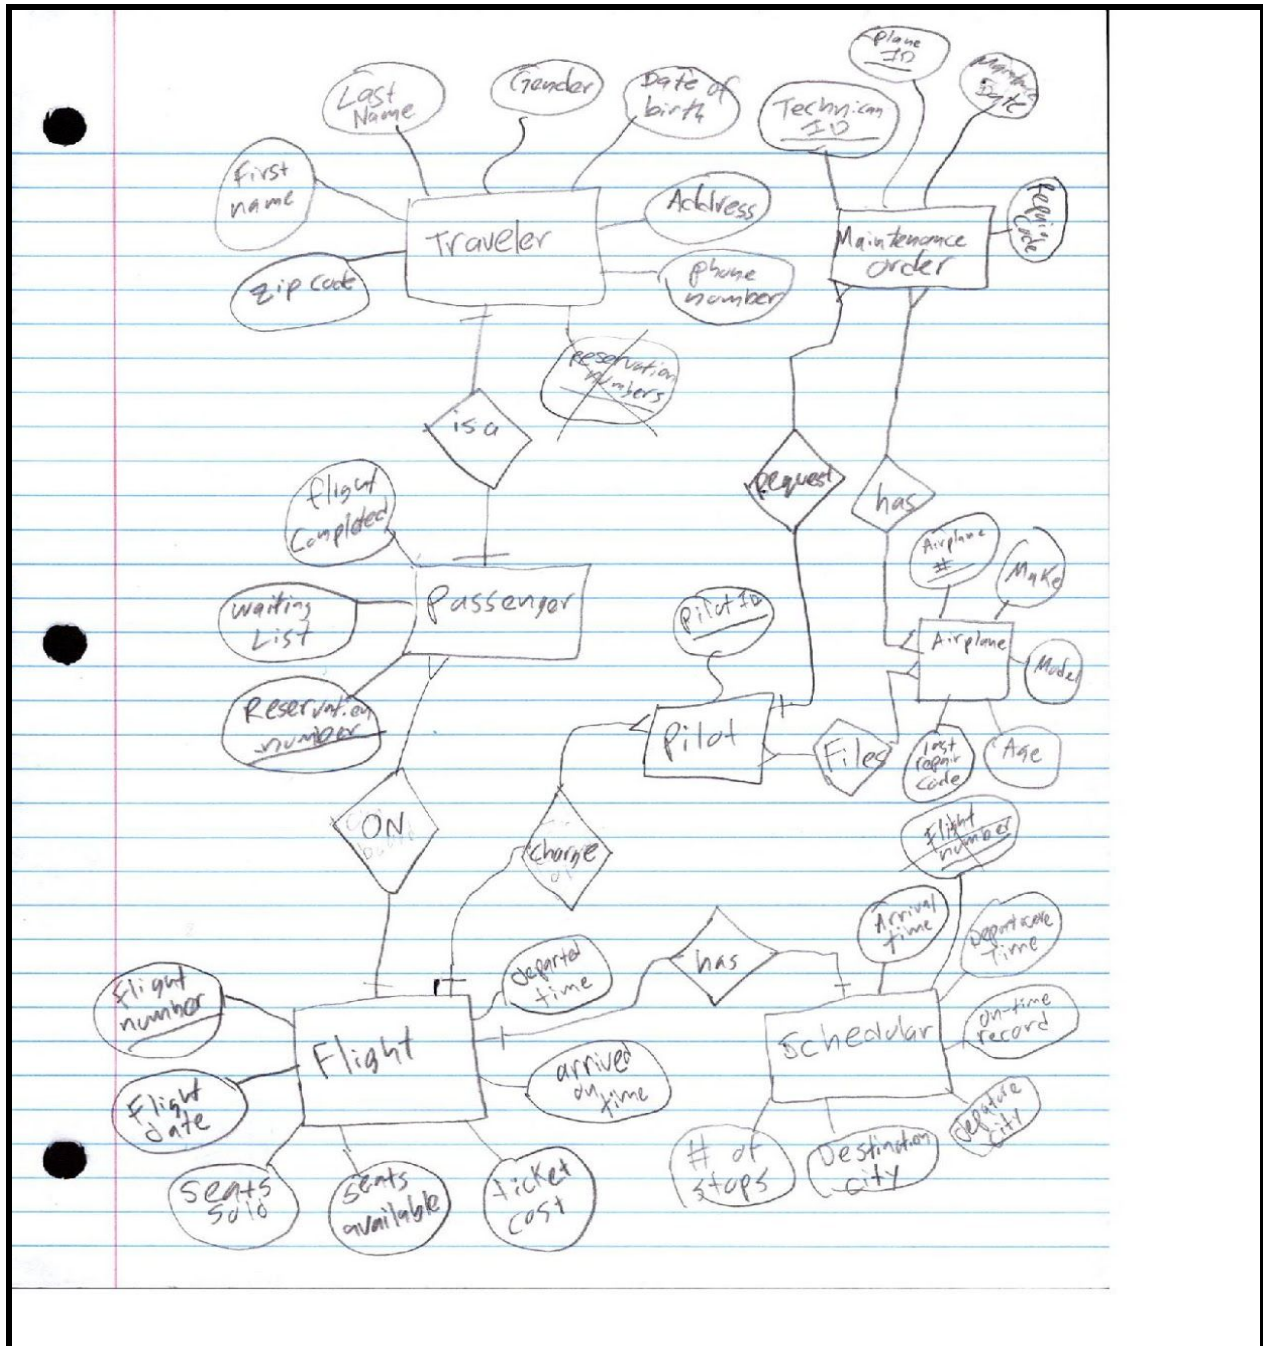 Last
Name
Gender
Date of
birth
Plane
ID
Technican
ID
First
name
Traveler
Address
Maintenance
order
Repair
Code
zip code
phone
number
Reservation
numbers
is a
Request
has
flight
Completed
Airplane
#
Make
Waiting
List
Passenger
Pilot ID
Airplane
Model
Reservation
number
Pilot
Files
last
repair
code
Age
ON
charge
Flight
number
Arrival
time
Departure
Time
has
departed
time
Flight
number
Flight
Schedular
on-time
record
arrived
on
time
Flight
date
# of
stops
Destination
city
depature
city
Seats
Sold
Seats
available
ticket
cost